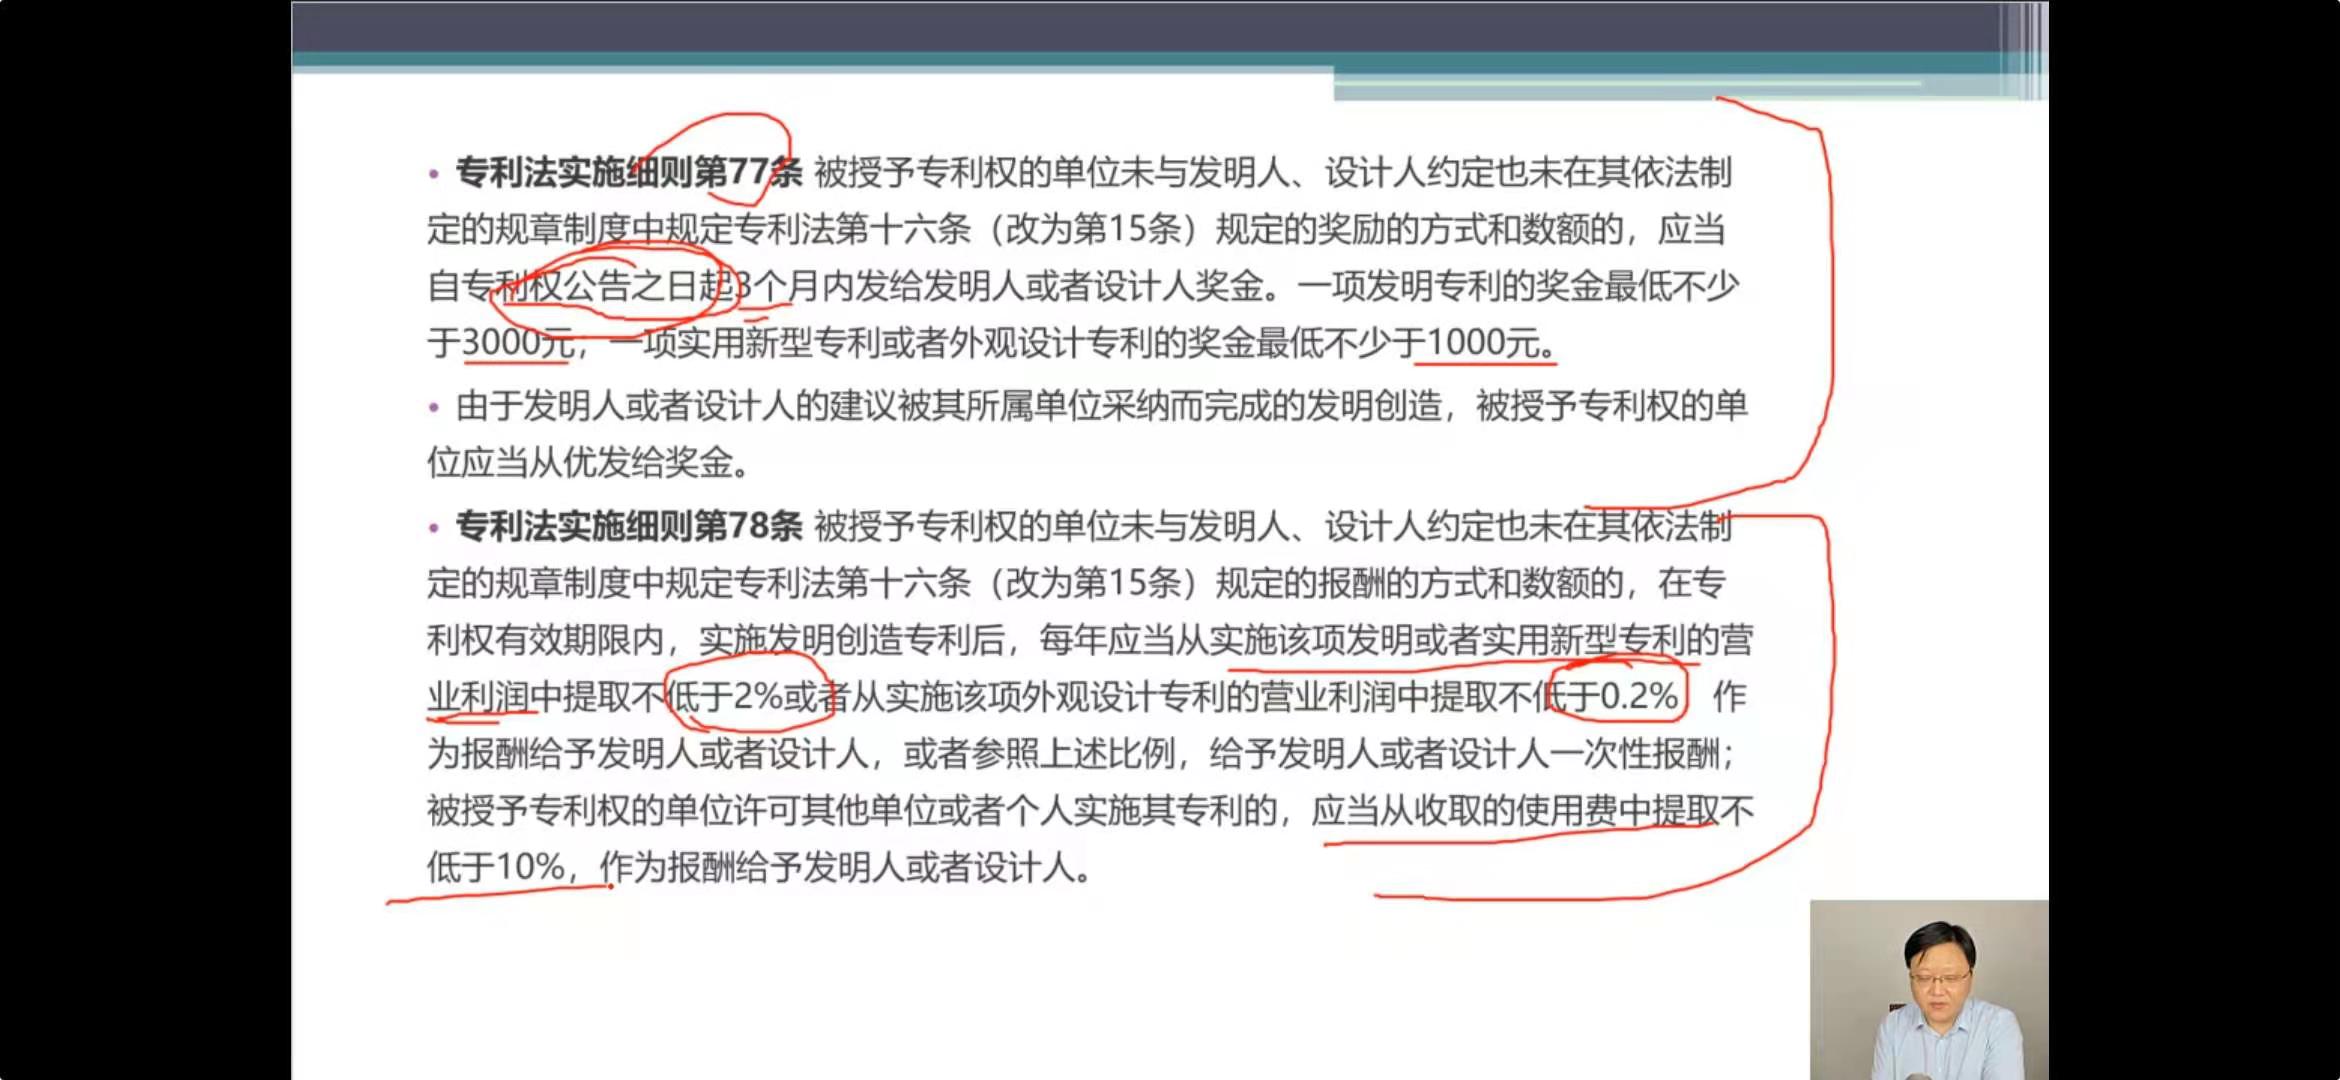 • 专利法实施细则第77条 被授予专利权的单位未与发明人、设计人约定也未在其依法制
定的规章制度中规定专利法第十六条（改为第15条）规定的奖励的方式和数额的，应当
自专利权公告之日起3个月内发给发明人或者设计人奖金。一项发明专利的奖金最低不少
于3000元；一项实用新型专利或者外观设计专利的奖金最低不少于1000元。
• 由于发明人或者设计人的建议被其所属单位采纳而完成的发明创造，被授予专利权的单
位应当从优发给奖金。
• 专利法实施细则第78条 被授予专利权的单位未与发明人、设计人约定也未在其依法制
定的规章制度中规定专利法第十六条（改为第15条）规定的报酬的方式和数额的，在专
利权有效期限内，实施发明创造专利后，每年应当从实施该项发明或者实用新型专利的营
业利润中提取不低于2%或者从实施该项外观设计专利的营业利润中提取不低于0.2% 作
为报酬给予发明人或者设计人，或者参照上述比例，给予发明人或者设计人一次性报酬；
被授予专利权的单位许可其他单位或者个人实施其专利的，应当从收取的使用费中提取不
低于10%，作为报酬给予发明人或者设计人。